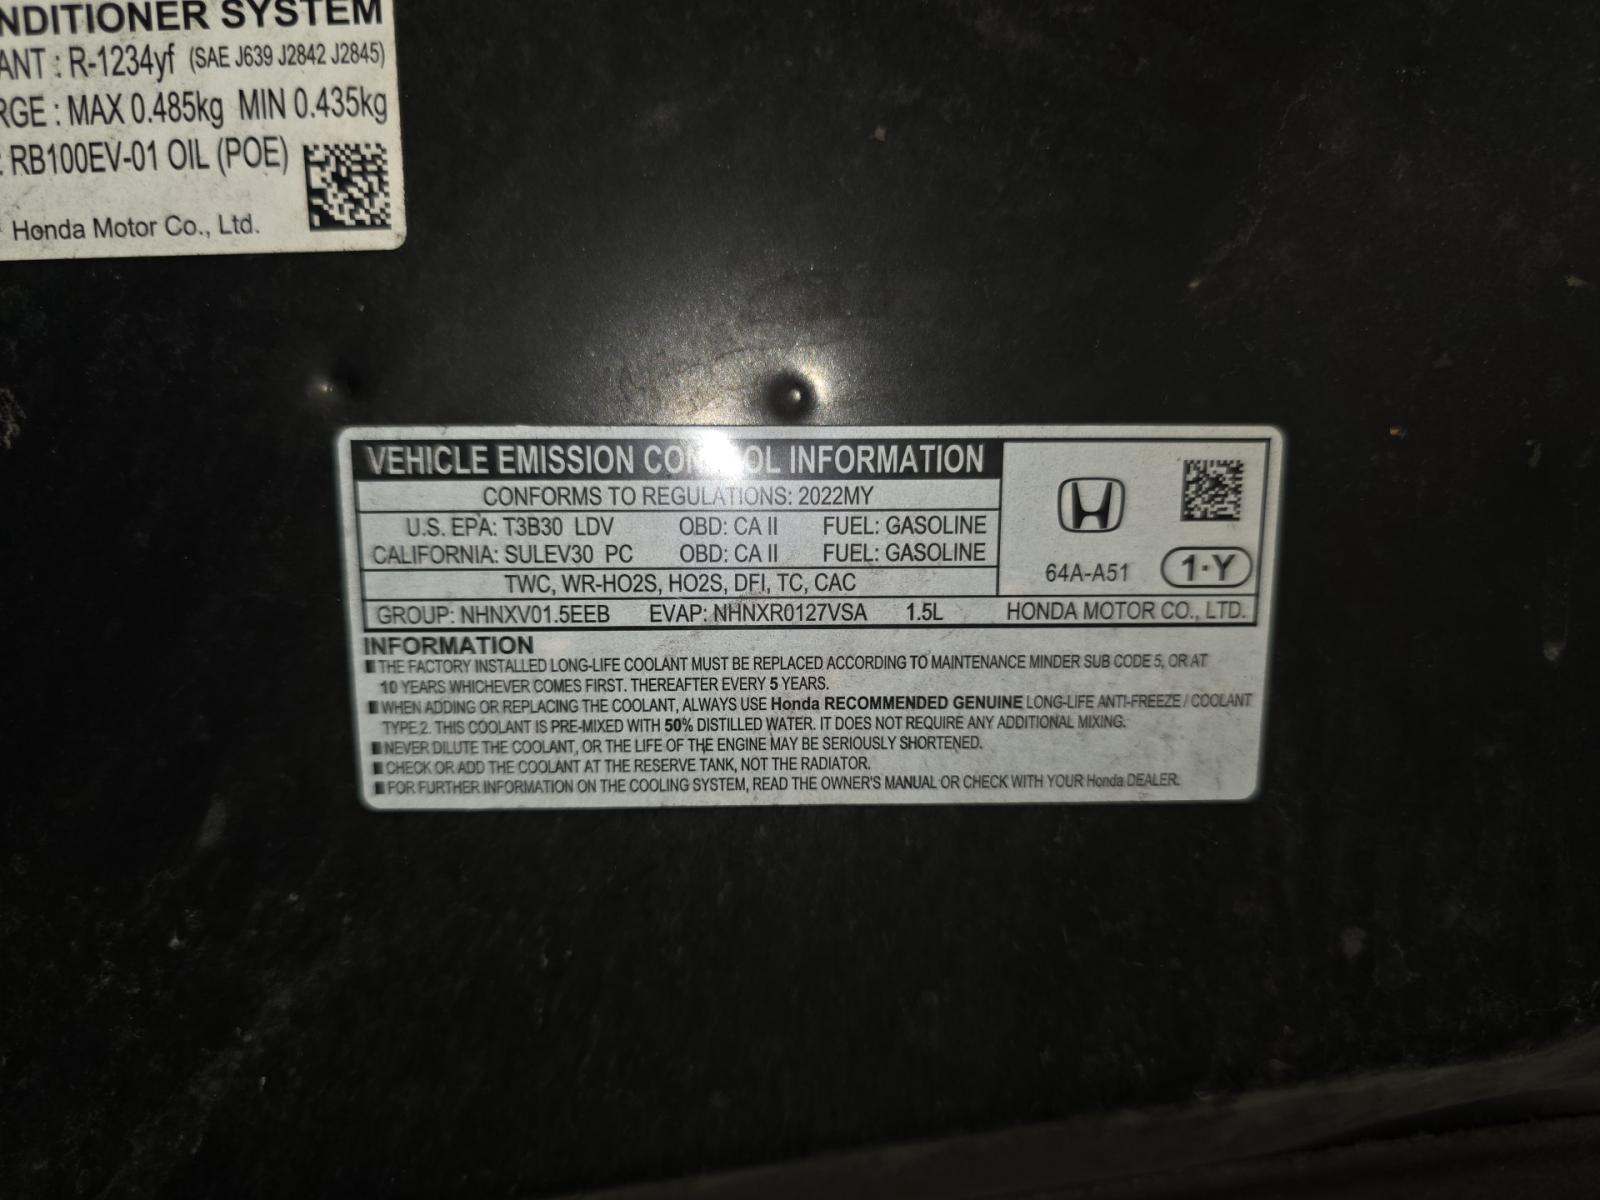 NDITIONER SYSTEM
ANT : R-1234yf (SAE J639 J2842 J2845)
RGE : MAX 0.485kg MIN 0.435kg
: RB100EV-01 OIL (POE)
Honda Motor Co., Ltd.
VEHICLE EMISSION CONTROL INFORMATION
CONFORMS TO REGULATIONS: 2022MY
U.S. EPA: T3B30 LDV OBD: CA II FUEL: GASOLINE
CALIFORNIA: SULEV30 PC OBD: CA II FUEL: GASOLINE
TWC, WR-HO2S, HO2S, DFI, TC, CAC
64A-A51 1·Y
GROUP: NHNXV01.5EEB EVAP: NHNXR0127VSA 1.5L HONDA MOTOR CO., LTD.
INFORMATION
THE FACTORY INSTALLED LONG-LIFE COOLANT MUST BE REPLACED ACCORDING TO MAINTENANCE MINDER SUB CODE 5, OR AT
10 YEARS WHICHEVER COMES FIRST. THEREAFTER EVERY 5 YEARS.
WHEN ADDING OR REPLACING THE COOLANT, ALWAYS USE Honda RECOMMENDED GENUINE LONG-LIFE ANTI-FREEZE / COOLANT
TYPE 2. THIS COOLANT IS PRE-MIXED WITH 50% DISTILLED WATER. IT DOES NOT REQUIRE ANY ADDITIONAL MIXING.
NEVER DILUTE THE COOLANT, OR THE LIFE OF THE ENGINE MAY BE SERIOUSLY SHORTENED.
CHECK OR ADD THE COOLANT AT THE RESERVE TANK, NOT THE RADIATOR.
FOR FURTHER INFORMATION ON THE COOLING SYSTEM, READ THE OWNER'S MANUAL OR CHECK WITH YOUR Honda DEALER.